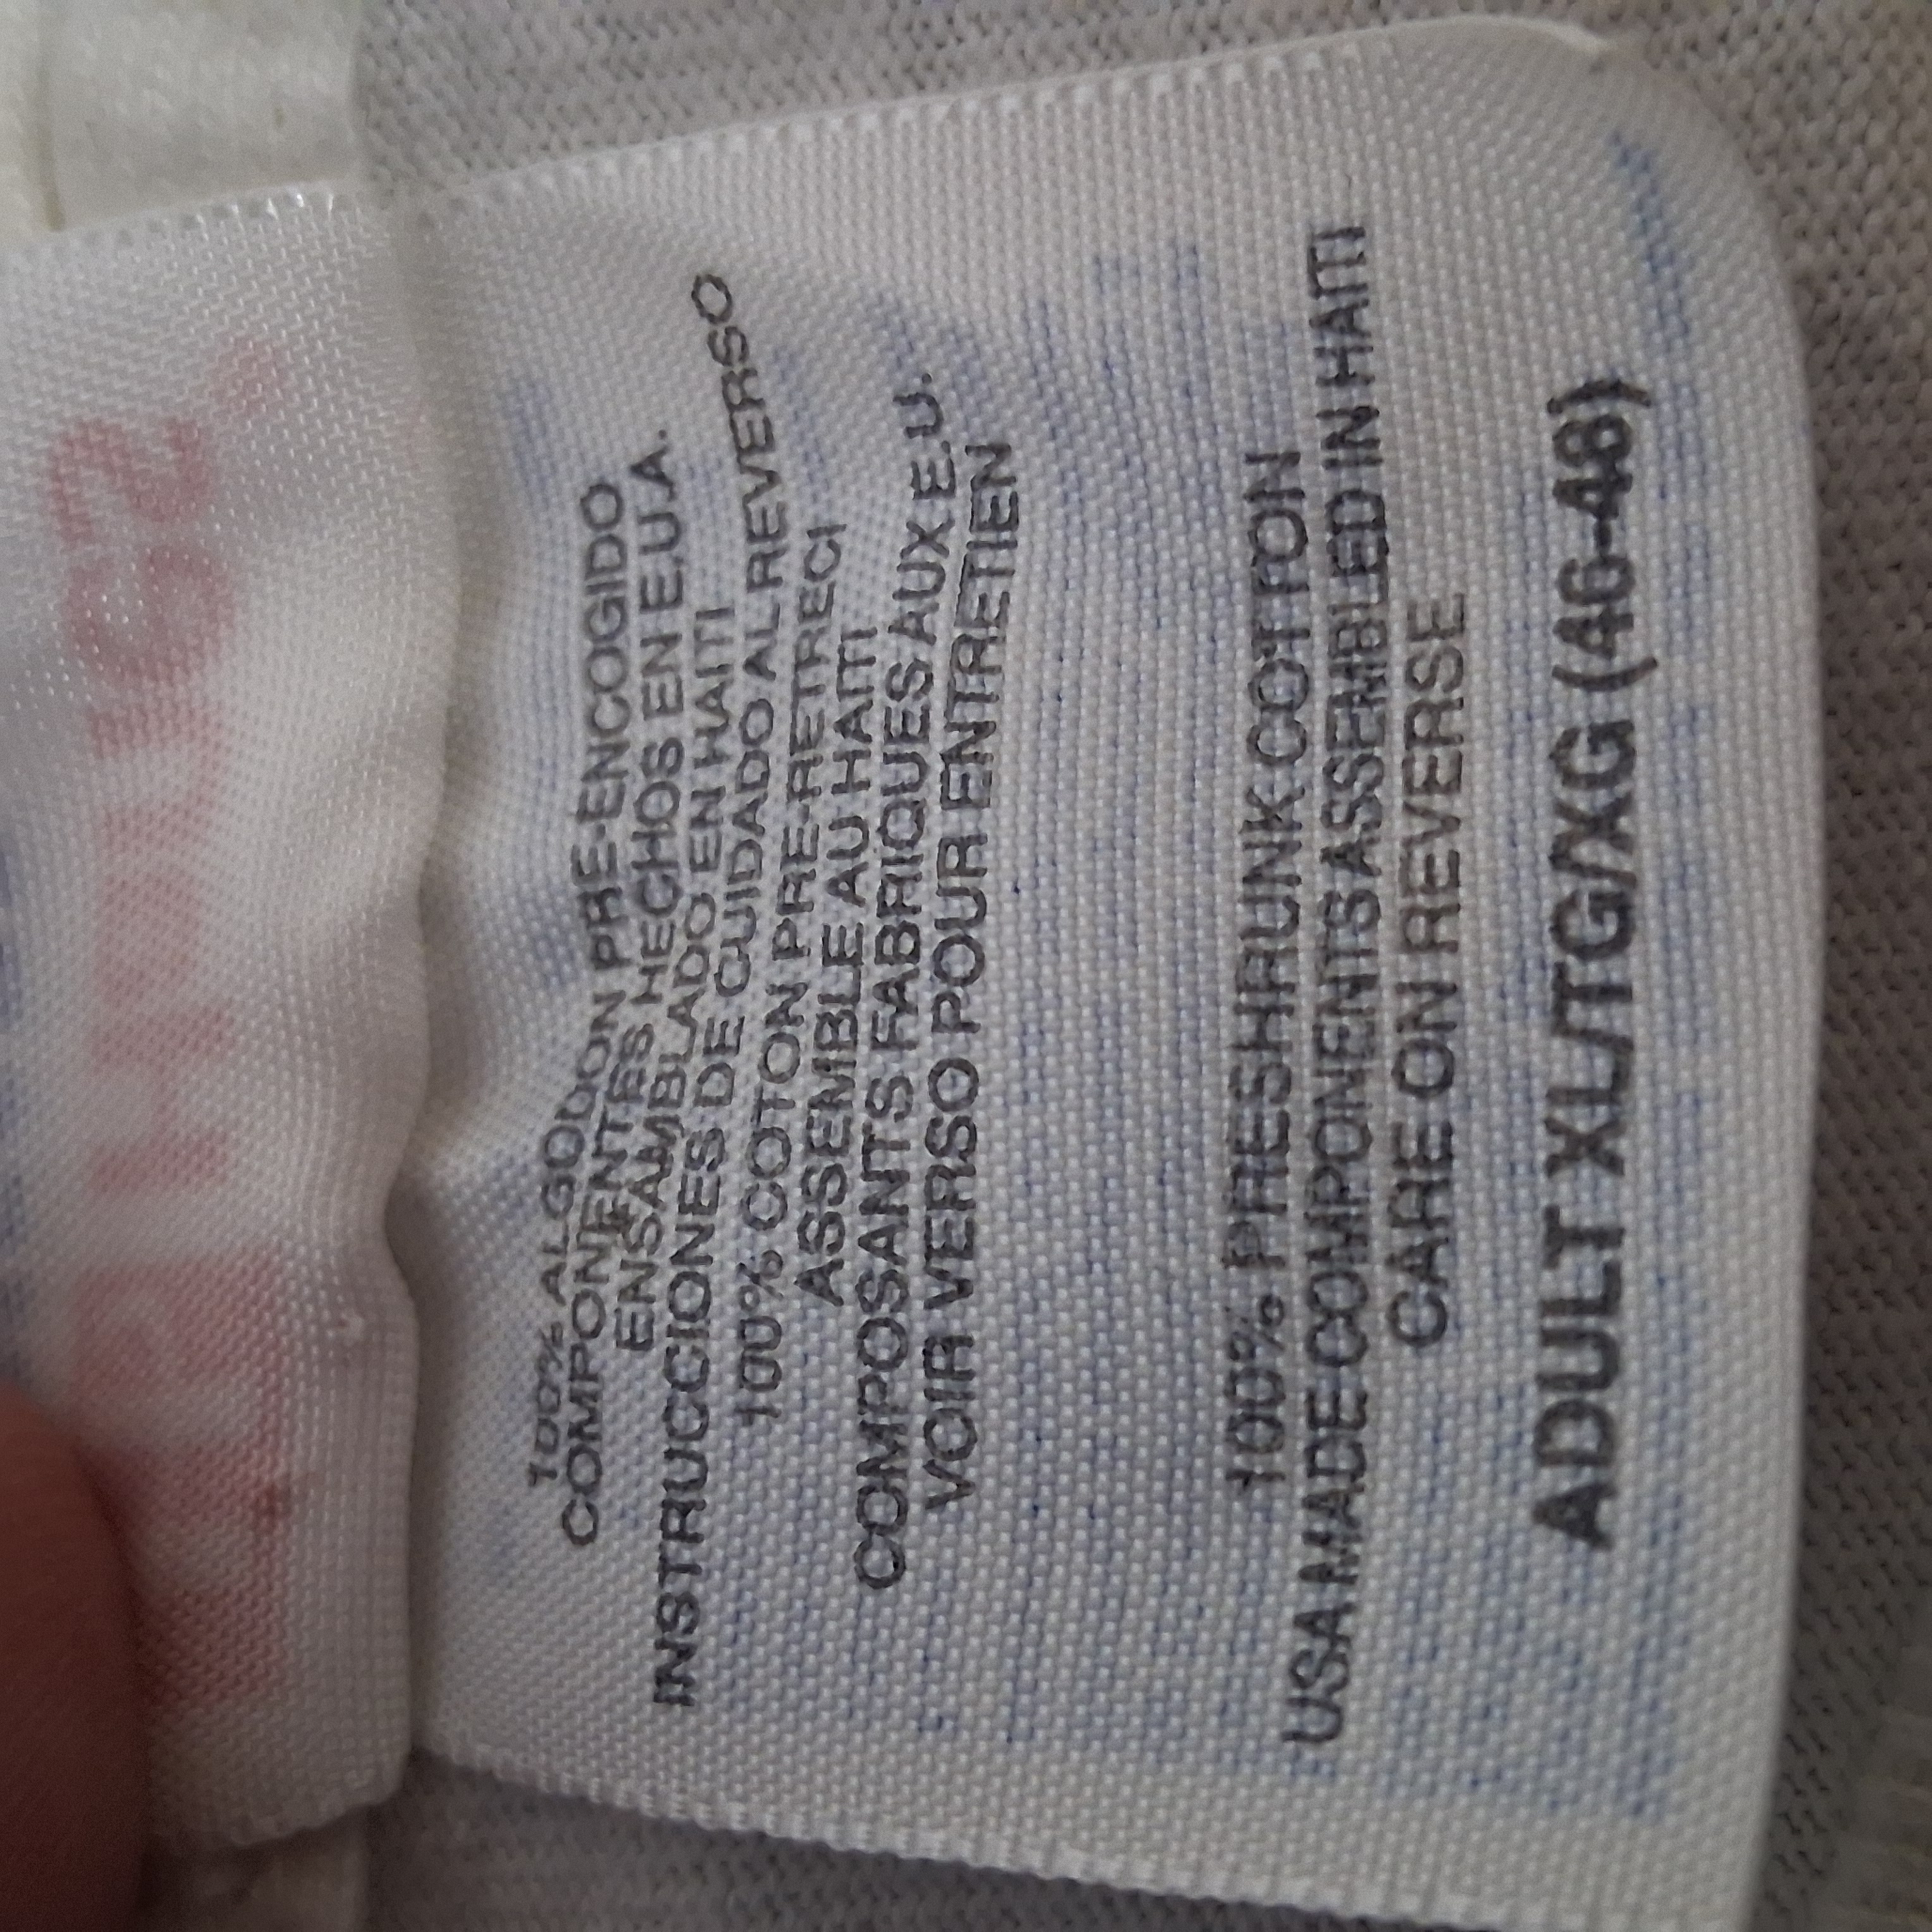 100% ALGODON PRE-ENCOGIDO
COMPONENTES HECHOS EN E.U.A.
ENSAMBLADO EN HAITI
INSTRUCCIONES DE CUIDADO AL REVERSO
100% COTON PRE-RETRECI
ASSEMBLE AU HAITI
COMPOSANTS FABRIQUES AUX E.U.
VOIR VERSO POUR ENTRETIEN
100% PRESHRUNK COTTON
USA MADE COMPONENTS ASSEMBLED IN HAITI
CARE ON REVERSE
ADULT XL/TG/XG (46-48)